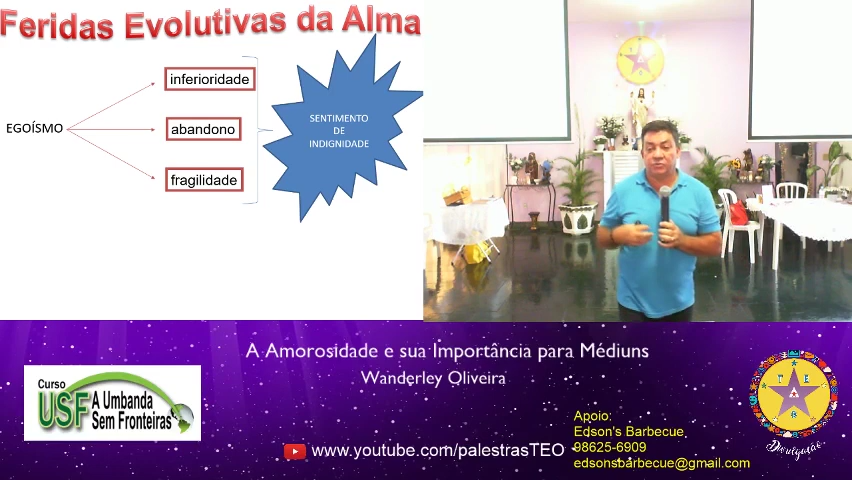 Feridas Evolutivas da Alma
EGOÍSMO
inferioridade
abandono
fragilidade
SENTIMENTO
DE
INDIGNIDADE
A Amorosidade e sua Importância para Médiuns
Wanderley Oliveira
Curso
USF
A Umbanda
Sem Fronteiras
www.youtube.com/palestrasTEO
Apoio:
Edson's Barbecue,
98625-6909
edsonsbarbecue@gmail.com
T E
A B
Divulguião